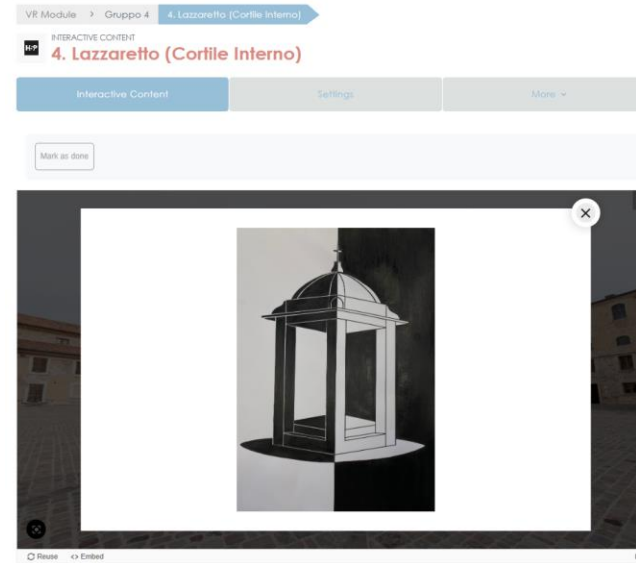 VR Module > Gruppo 4 4. Lazzaretto (Cortile Interno)
H-P
INTERACTIVE CONTENT
4. Lazzaretto (Cortile Interno)
Interactive Content Settings More
Mark as done
Reuse <> Embed